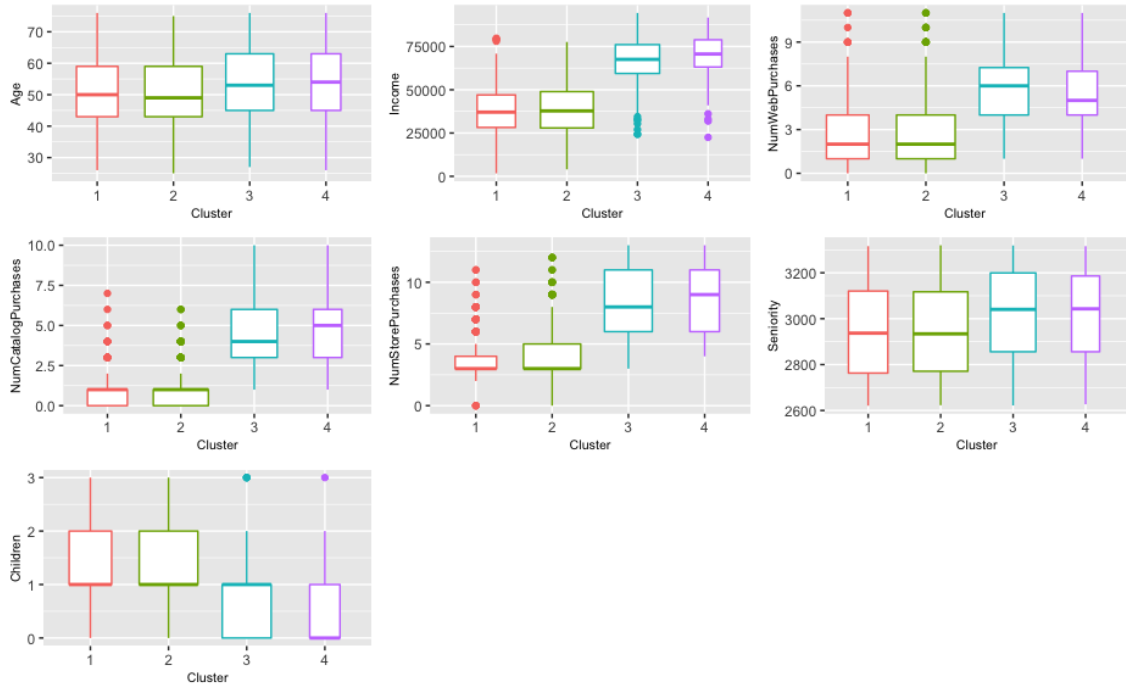 Age
70
60
50
40
30
1 2 3 4
Cluster
Income
75000
50000
25000
0
1 2 3 4
Cluster
NumWebPurchases
9
6
3
0
1 2 3 4
Cluster
NumCatalogPurchases
10.0
7.5
5.0
2.5
0.0
1 2 3 4
Cluster
NumStorePurchases
10
5
0
1 2 3 4
Cluster
Seniority
3200
3000
2800
2600
1 2 3 4
Cluster
Children
3
2
1
0
1 2 3 4
Cluster